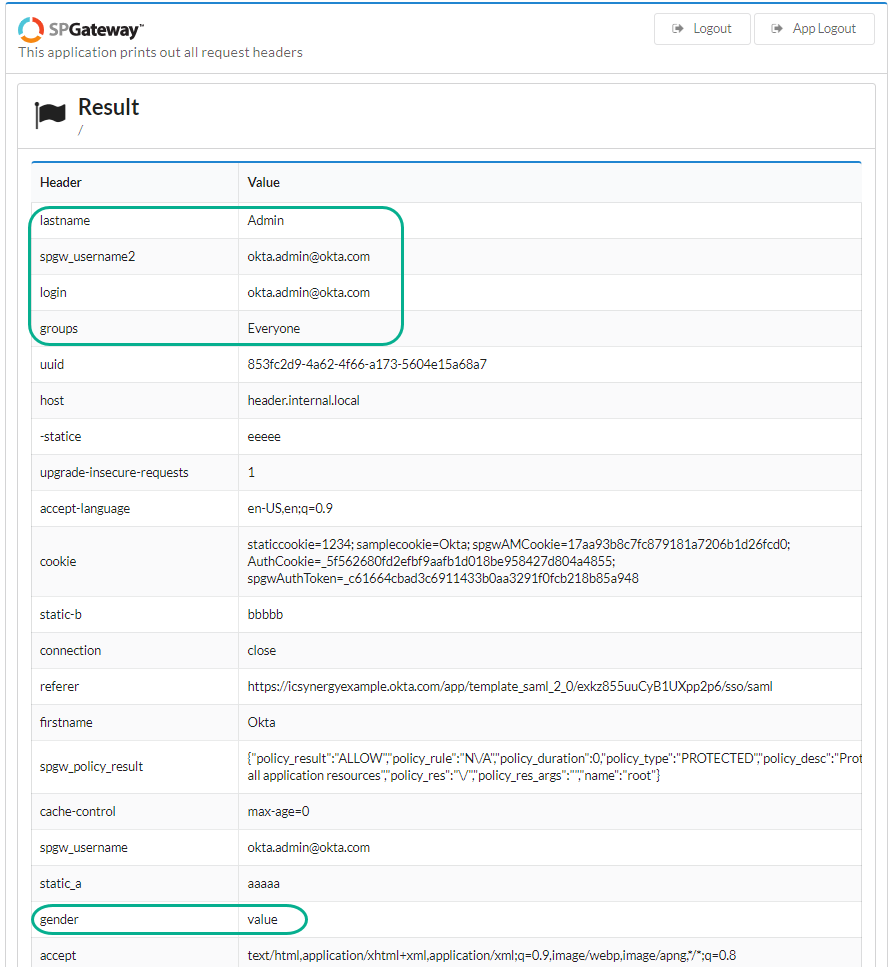 SPGateway™
Logout
App Logout
This application prints out all request headers
Result
/
Header Value
lastname Admin
spgw_username2 okta.admin@okta.com
login okta.admin@okta.com
groups Everyone
uuid 853fc2d9-4a62-4f66-a173-5604e15a68a7
host header.internal.local
-statice eeeee
upgrade-insecure-requests 1
accept-language en-US,en;q=0.9
cookie staticcookie=1234; samplecookie=Okta; spgwAMCookie=17aa93b8c7fc879181a7206b1d26fcd0;
AuthCookie=_5f562680fd2efbf9aafb1d018be958427d804a4855;
spgwAuthToken=_c61664cbad3c6911433b0aa3291f0fcb218b85a948
static-b bbbbb
connection close
referer https://icsynergyexample.okta.com/app/template_saml_2_0/exkz855uuCyB1UXpp2p6/sso/saml
firstname Okta
spgw_policy_result {"policy_result":"ALLOW","policy_rule":"N\/A","policy_duration":0,"policy_type":"PROTECTED","policy_desc":"Prot
all application resources","policy_res":"\/","policy_res_args":"","name":"root"}
cache-control max-age=0
spgw_username okta.admin@okta.com
static_a aaaaa
gender value
accept text/html,application/xhtml+xml,application/xml;q=0.9,image/webp,image/apng,*/*;q=0.8